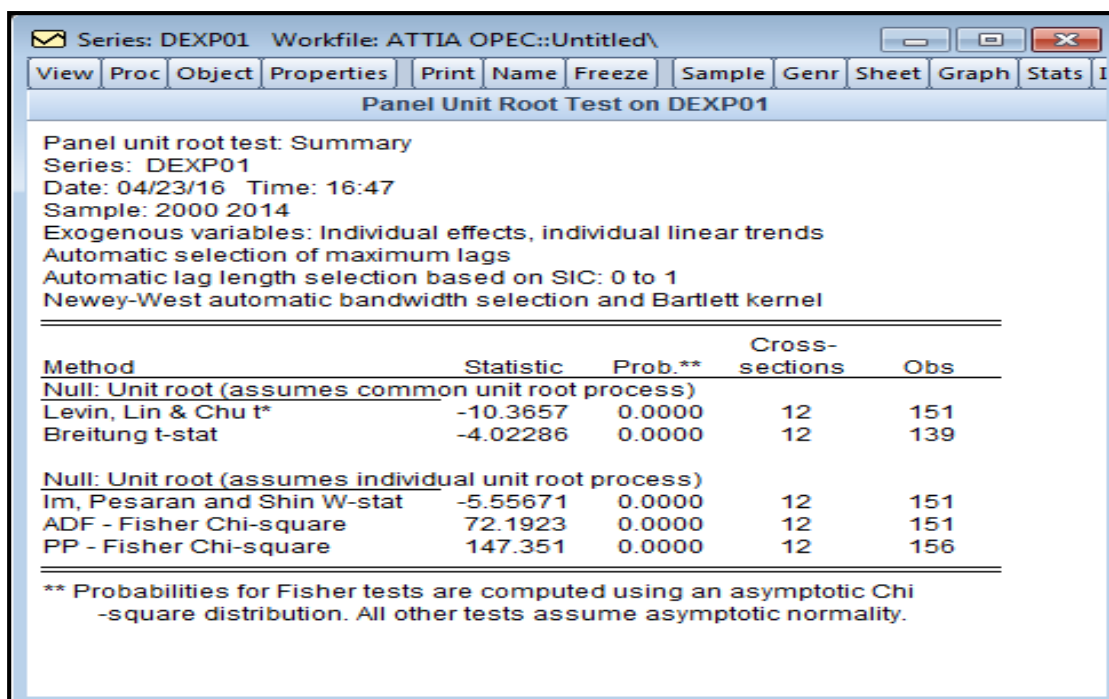 Series: DEXP01 Workfile: ATTIA OPEC::Untitled\
View Proc Object Properties Print Name Freeze Sample Genr Sheet Graph Stats I
Panel Unit Root Test on DEXP01
Panel unit root test: Summary
Series: DEXP01
Date: 04/23/16 Time: 16:47
Sample: 2000 2014
Exogenous variables: Individual effects, individual linear trends
Automatic selection of maximum lags
Automatic lag length selection based on SIC: 0 to 1
Newey-West automatic bandwidth selection and Bartlett kernel
Cross-
Method Statistic Prob.** sections Obs
Null: Unit root (assumes common unit root process)
Levin, Lin & Chu t* -10.3657 0.0000 12 151
Breitung t-stat -4.02286 0.0000 12 139
Null: Unit root (assumes individual unit root process)
Im, Pesaran and Shin W-stat -5.55671 0.0000 12 151
ADF - Fisher Chi-square 72.1923 0.0000 12 151
PP - Fisher Chi-square 147.351 0.0000 12 156
** Probabilities for Fisher tests are computed using an asymptotic Chi
-square distribution. All other tests assume asymptotic normality.